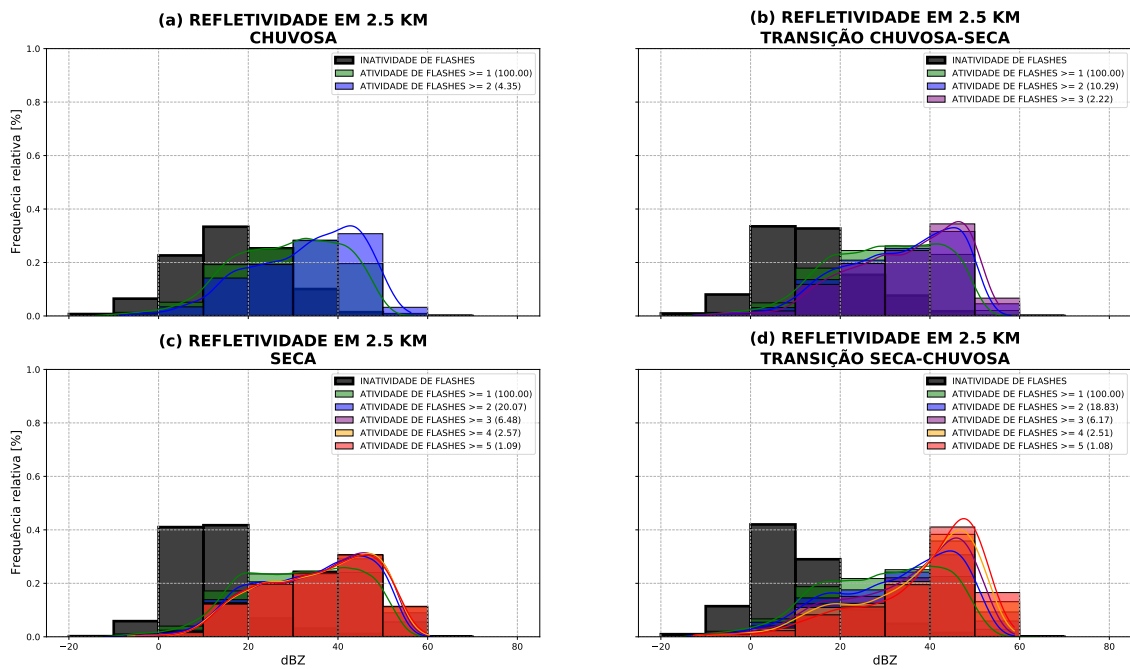 (a) REFLETIVIDADE EM 2.5 KM
CHUVOSA
Frequência relativa [%]
1.0
0.8
0.6
0.4
0.2
0.0
INATIVIDADE DE FLASHES
ATIVIDADE DE FLASHES >= 1 (100.00)
ATIVIDADE DE FLASHES >= 2 (4.35)
(b) REFLETIVIDADE EM 2.5 KM
TRANSIÇÃO CHUVOSA-SECA
INATIVIDADE DE FLASHES
ATIVIDADE DE FLASHES >= 1 (100.00)
ATIVIDADE DE FLASHES >= 2 (10.29)
ATIVIDADE DE FLASHES >= 3 (2.22)
(c) REFLETIVIDADE EM 2.5 KM
SECA
Frequência relativa [%]
1.0
0.8
0.6
0.4
0.2
0.0
INATIVIDADE DE FLASHES
ATIVIDADE DE FLASHES >= 1 (100.00)
ATIVIDADE DE FLASHES >= 2 (20.07)
ATIVIDADE DE FLASHES >= 3 (6.48)
ATIVIDADE DE FLASHES >= 4 (2.57)
ATIVIDADE DE FLASHES >= 5 (1.09)
−20 0 20 40 60 80
dBZ
(d) REFLETIVIDADE EM 2.5 KM
TRANSIÇÃO SECA-CHUVOSA
INATIVIDADE DE FLASHES
ATIVIDADE DE FLASHES >= 1 (100.00)
ATIVIDADE DE FLASHES >= 2 (18.83)
ATIVIDADE DE FLASHES >= 3 (6.17)
ATIVIDADE DE FLASHES >= 4 (2.51)
ATIVIDADE DE FLASHES >= 5 (1.08)
−20 0 20 40 60 80
dBZ